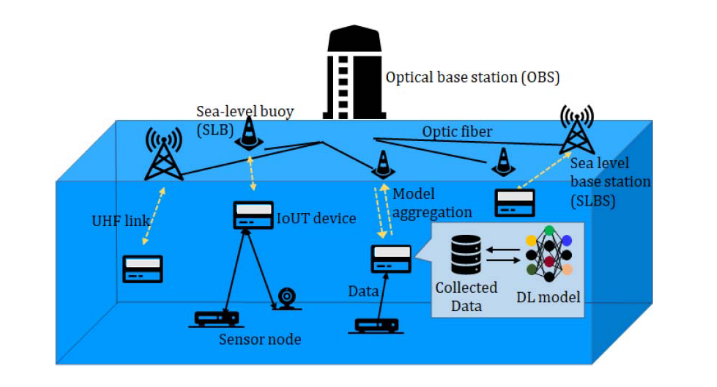 Optical base station (OBS)
Sea-level buoy
(SLB)
Optic fiber
Sea level
base station
(SLBS)
UHF link
IoUT device
Model
aggregation
Data
Collected
Data
DL model
Sensor node